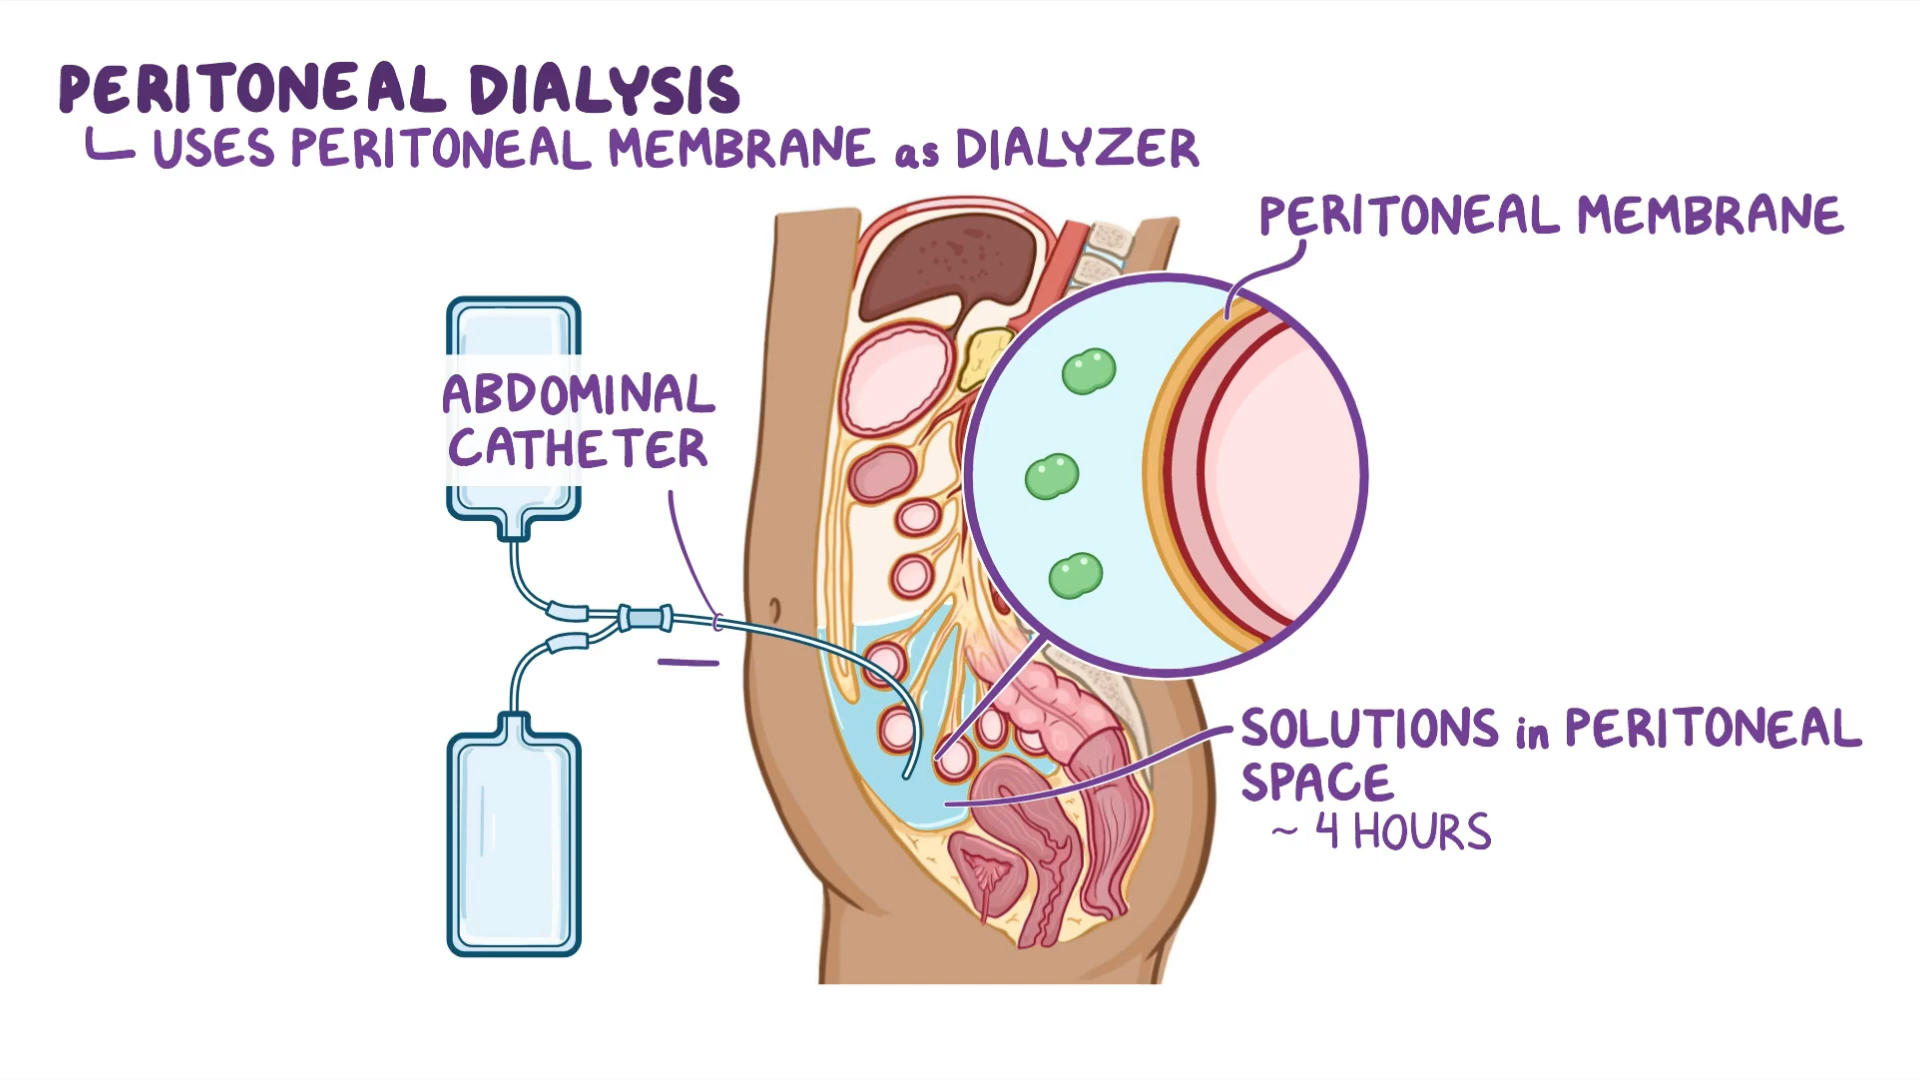 PERITONEAL DIALYSIS
USES PERITONEAL MEMBRANE as DIALYZER
PERITONEAL MEMBRANE
ABDOMINAL
CATHETER
SOLUTIONS in PERITONEAL
SPACE
~ 4 HOURS